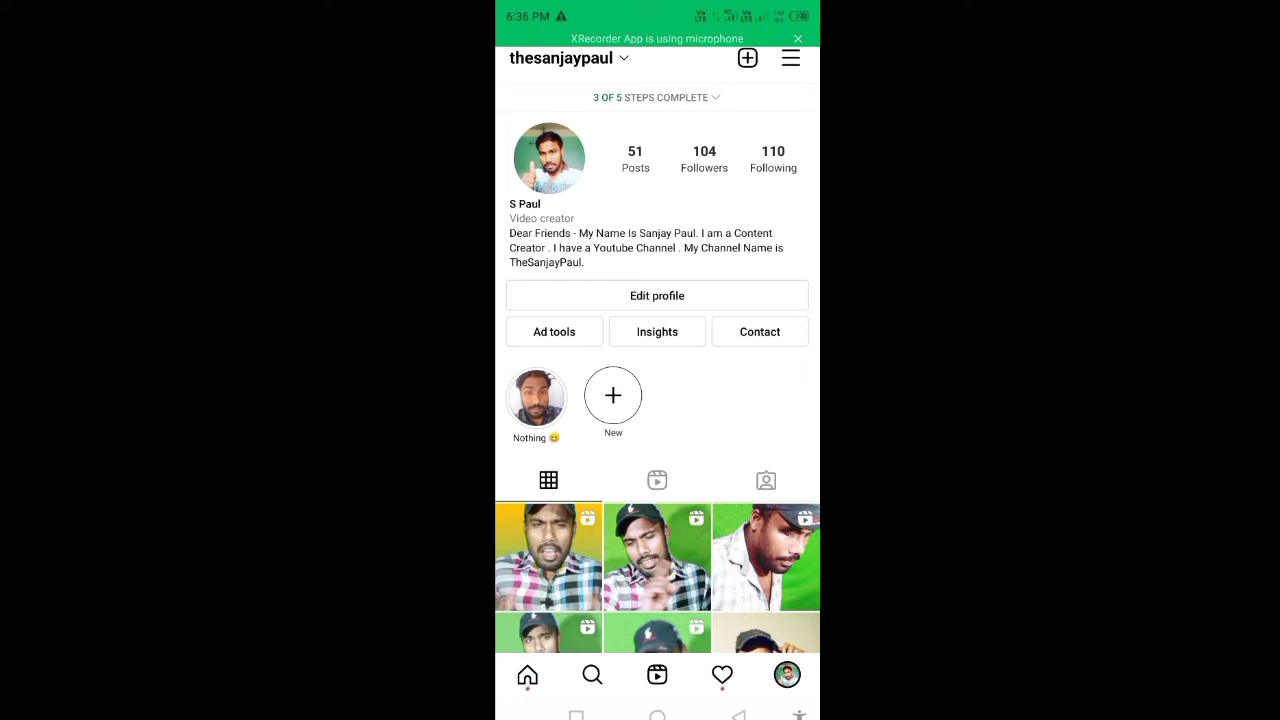 6:36 PM
XRecorder App is using microphone
thesanjaypaul
3 OF 5 STEPS COMPLETE
51 104 110
Posts Followers Following
S Paul
Video creator
Dear Friends - My Name Is Sanjay Paul. I am a Content
Creator . I have a Youtube Channel . My Channel Name is
TheSanjayPaul.
Edit profile
Ad tools Insights Contact
Nothing 😊 New